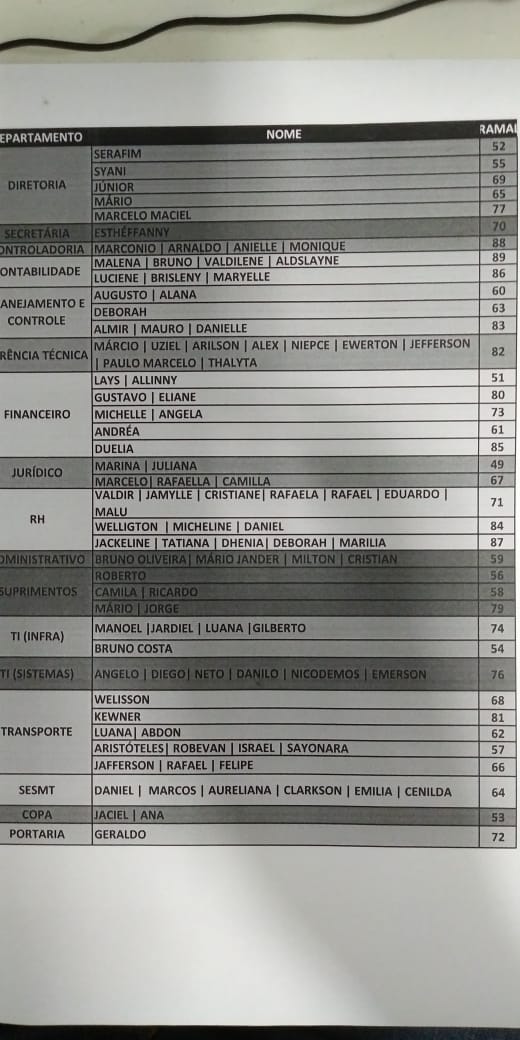 EPARTAMENTO NOME RAMAL
DIRETORIA SERAFIM 52
SYANI 55
JÚNIOR 69
MÁRIO 65
MARCELO MACIEL 77
SECRETÁRIA ESTHÉFFANNY 70
ONTROLADORIA MARCONIO | ARNALDO | ANIELLE | MONIQUE 88
ONTABILIDADE MALENA | BRUNO | VALDILENE | ALDSLAYNE 89
LUCIENE | BRISLENY | MARYELLE 86
ANEJAMENTO E CONTROLE AUGUSTO | ALANA 60
DEBORAH 63
ALMIR | MAURO | DANIELLE 83
RÊNCIA TÉCNICA MÁRCIO | UZIEL | ARILSON | ALEX | NIEPCE | EWERTON | JEFFERSON
| PAULO MARCELO | THALYTA 82
FINANCEIRO LAYS | ALLINNY 51
GUSTAVO | ELIANE 80
MICHELLE | ANGELA 73
ANDRÉA 61
DUELIA 85
JURÍDICO MARINA | JULIANA 49
MARCELO| RAFAELLA | CAMILLA 67
RH VALDIR | JAMYLLE | CRISTIANE| RAFAELA | RAFAEL | EDUARDO |
MALU 71
WELLIGTON | MICHELINE | DANIEL 84
JACKELINE | TATIANA | DHENIA| DEBORAH | MARILIA 87
OMINISTRATIVO BRUNO OLIVEIRA| MÁRIO JANDER | MILTON | CRISTIAN 59
SUPRIMENTOS ROBERTO 56
CAMILA | RICARDO 58
MÁRIO | JORGE 79
TI (INFRA) MANOEL |JARDIEL | LUANA |GILBERTO 74
BRUNO COSTA 54
TI (SISTEMAS) ANGELO | DIEGO| NETO | DANILO | NICODEMOS | EMERSON 76
TRANSPORTE WELISSON 68
KEWNER 81
LUANA| ABDON 62
ARISTÓTELES| ROBEVAN | ISRAEL | SAYONARA 57
JAFFERSON | RAFAEL | FELIPE 66
SESMT DANIEL | MARCOS | AURELIANA | CLARKSON | EMILIA | CENILDA 64
COPA JACIEL | ANA 53
PORTARIA GERALDO 72